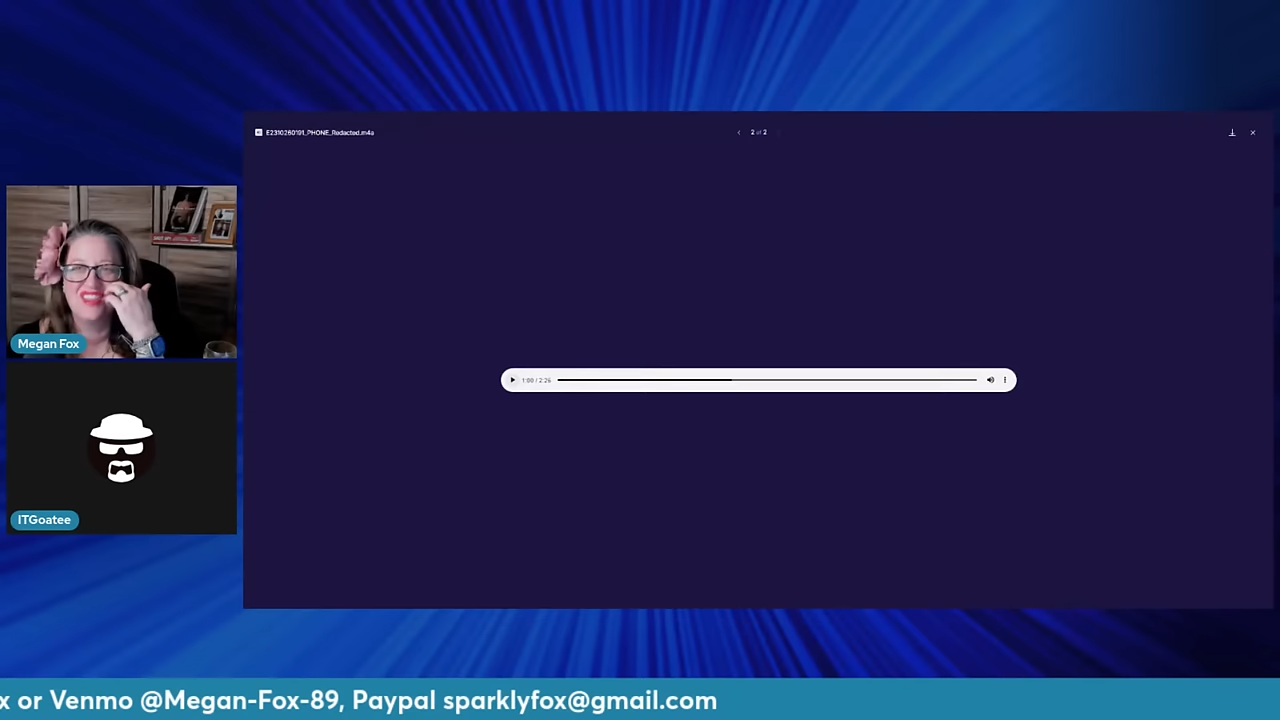 E2310260191_PHONE_Redacted.m4a
2 of 2
1:00 / 2:26
Megan Fox
ITGoatee
x or Venmo @Megan-Fox-89, Paypal sparklyfox@gmail.com